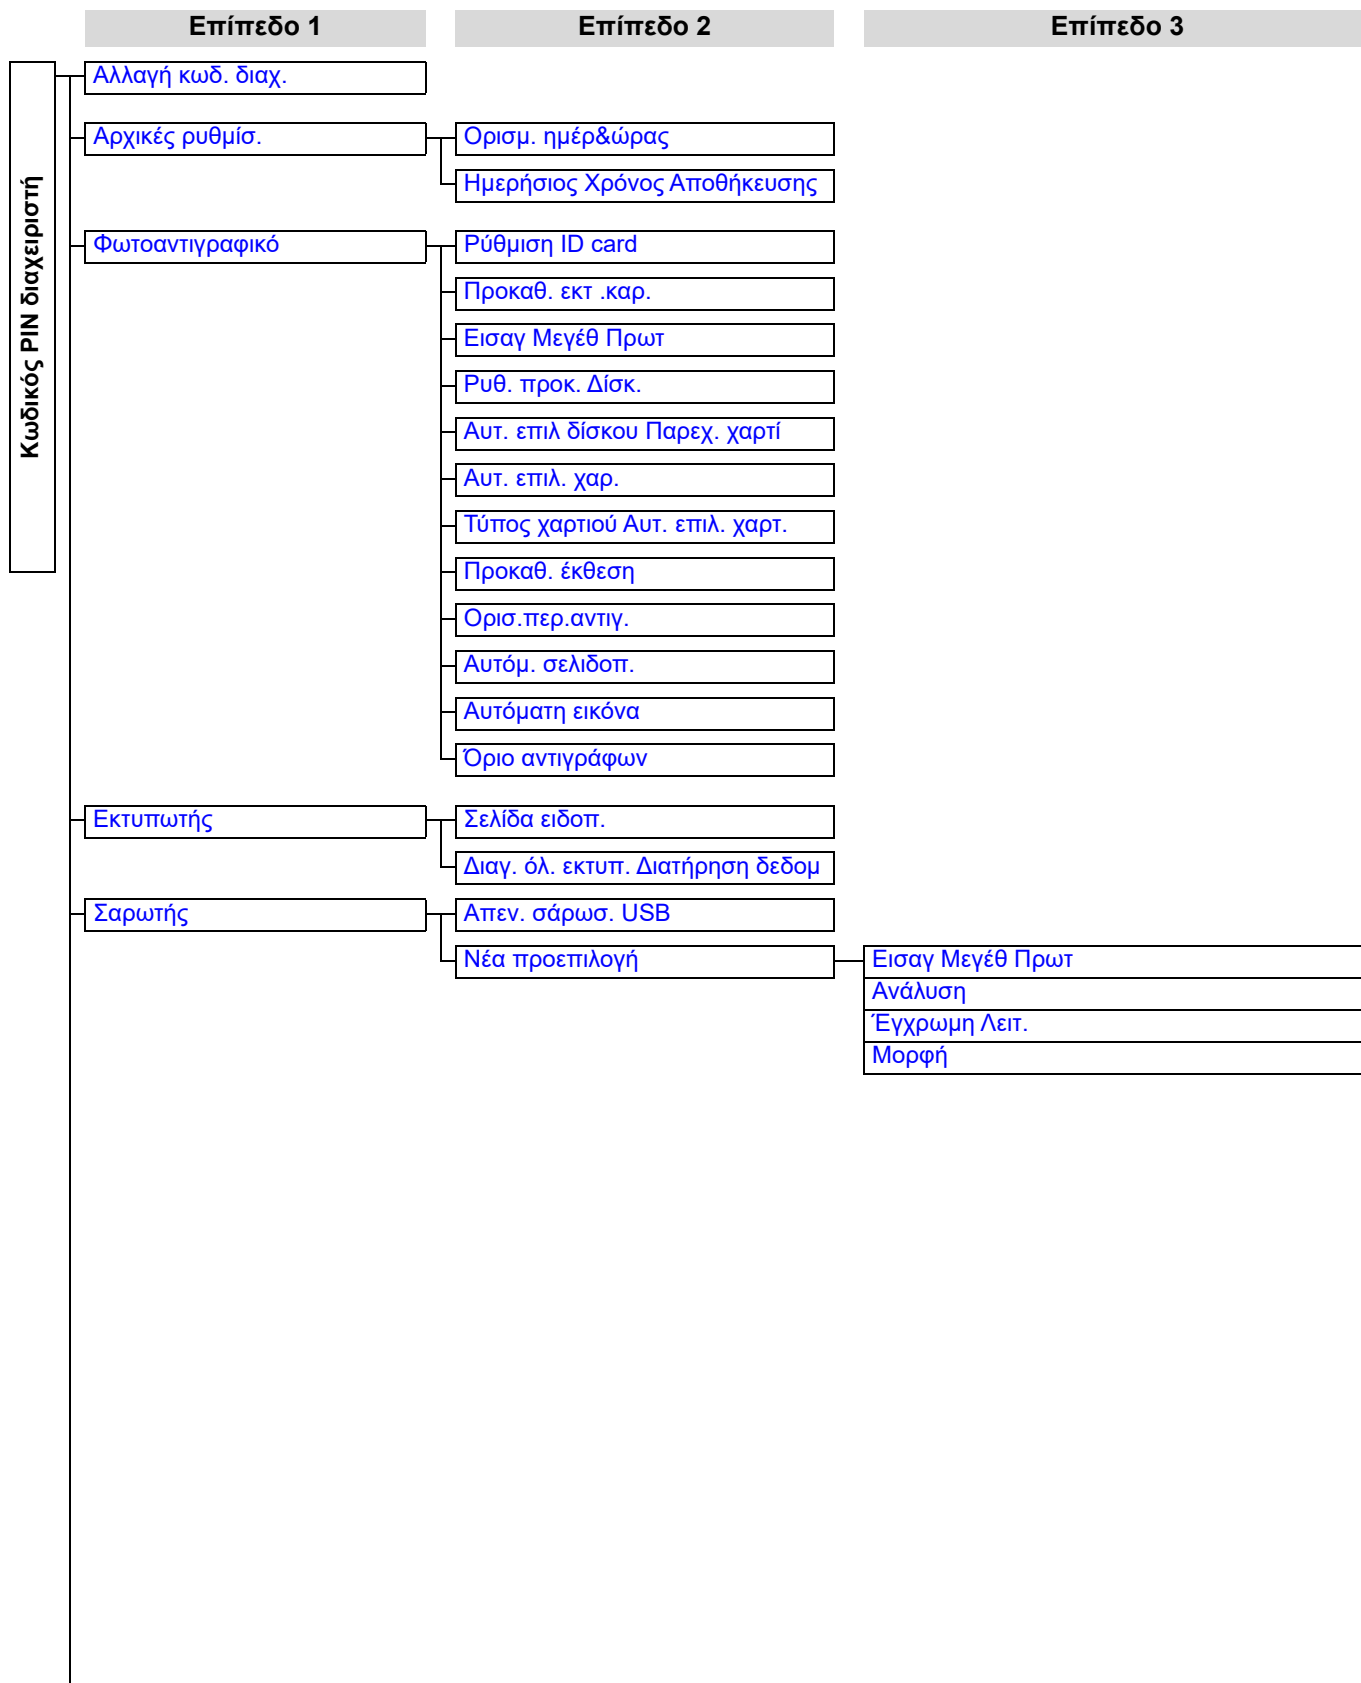 Επίπεδο 1
Επίπεδο 2
Επίπεδο 3
Κωδικός PIN διαχειριστή
Αλλαγή κωδ. διαχ.
Αρχικές ρυθμίσ.
Ορισμ. ημέρ&ώρας
Ημερήσιος Χρόνος Αποθήκευσης
Φωτοαντιγραφικό
Ρύθμιση ID card
Προκαθ. εκτ .καρ.
Εισαγ Μεγέθ Πρωτ
Ρυθ. προκ. Δίσκ.
Αυτ. επιλ δίσκου Παρεχ. χαρτί
Αυτ. επιλ. χαρ.
Τύπος χαρτιού Αυτ. επιλ. χαρτ.
Προκαθ. έκθεση
Ορισ.περ.αντιγ.
Αυτόμ. σελιδοπ.
Αυτόματη εικόνα
Όριο αντιγράφων
Εκτυπωτής
Σελίδα ειδοπ.
Διαγ. όλ. εκτυπ. Διατήρηση δεδομ
Σαρωτής
Απεν. σάρωσ. USB
Νέα προεπιλογή
Εισαγ Μεγέθ Πρωτ
Ανάλυση
Έγχρωμη Λειτ.
Μορφή